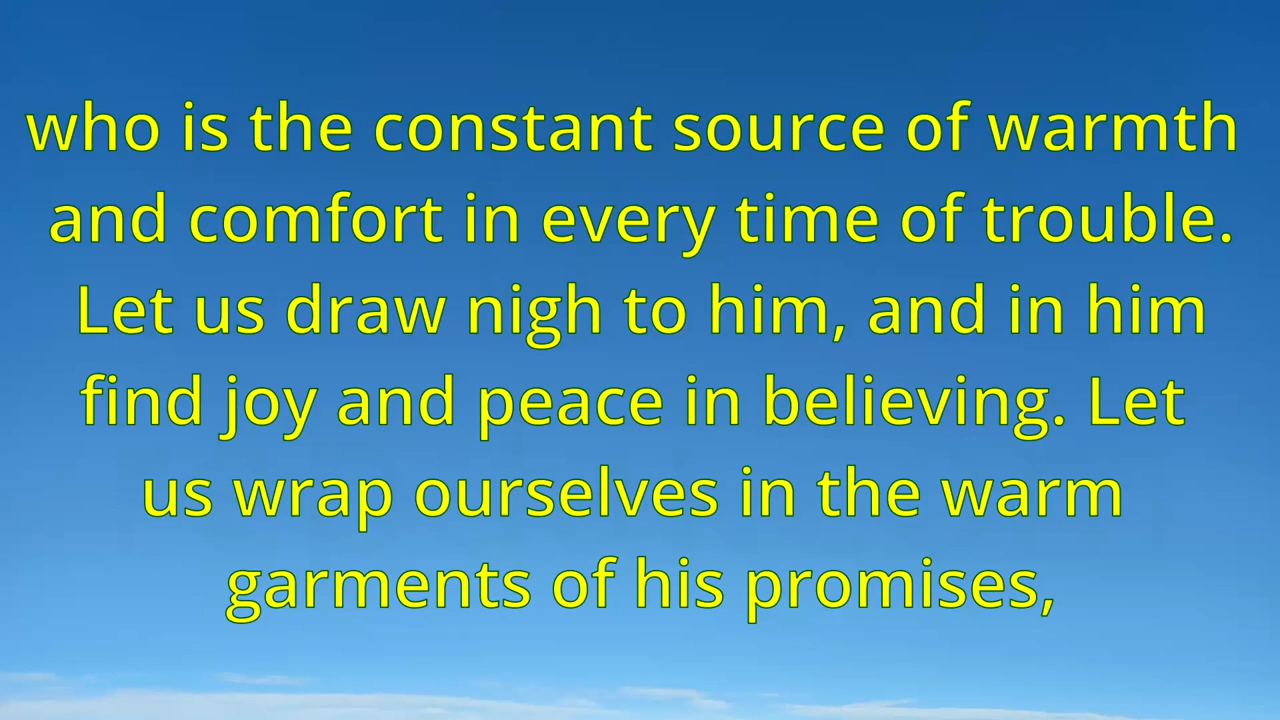 who is the constant source of warmth
and comfort in every time of trouble.
Let us draw nigh to him, and in him
find joy and peace in believing. Let
us wrap ourselves in the warm
garments of his promises,